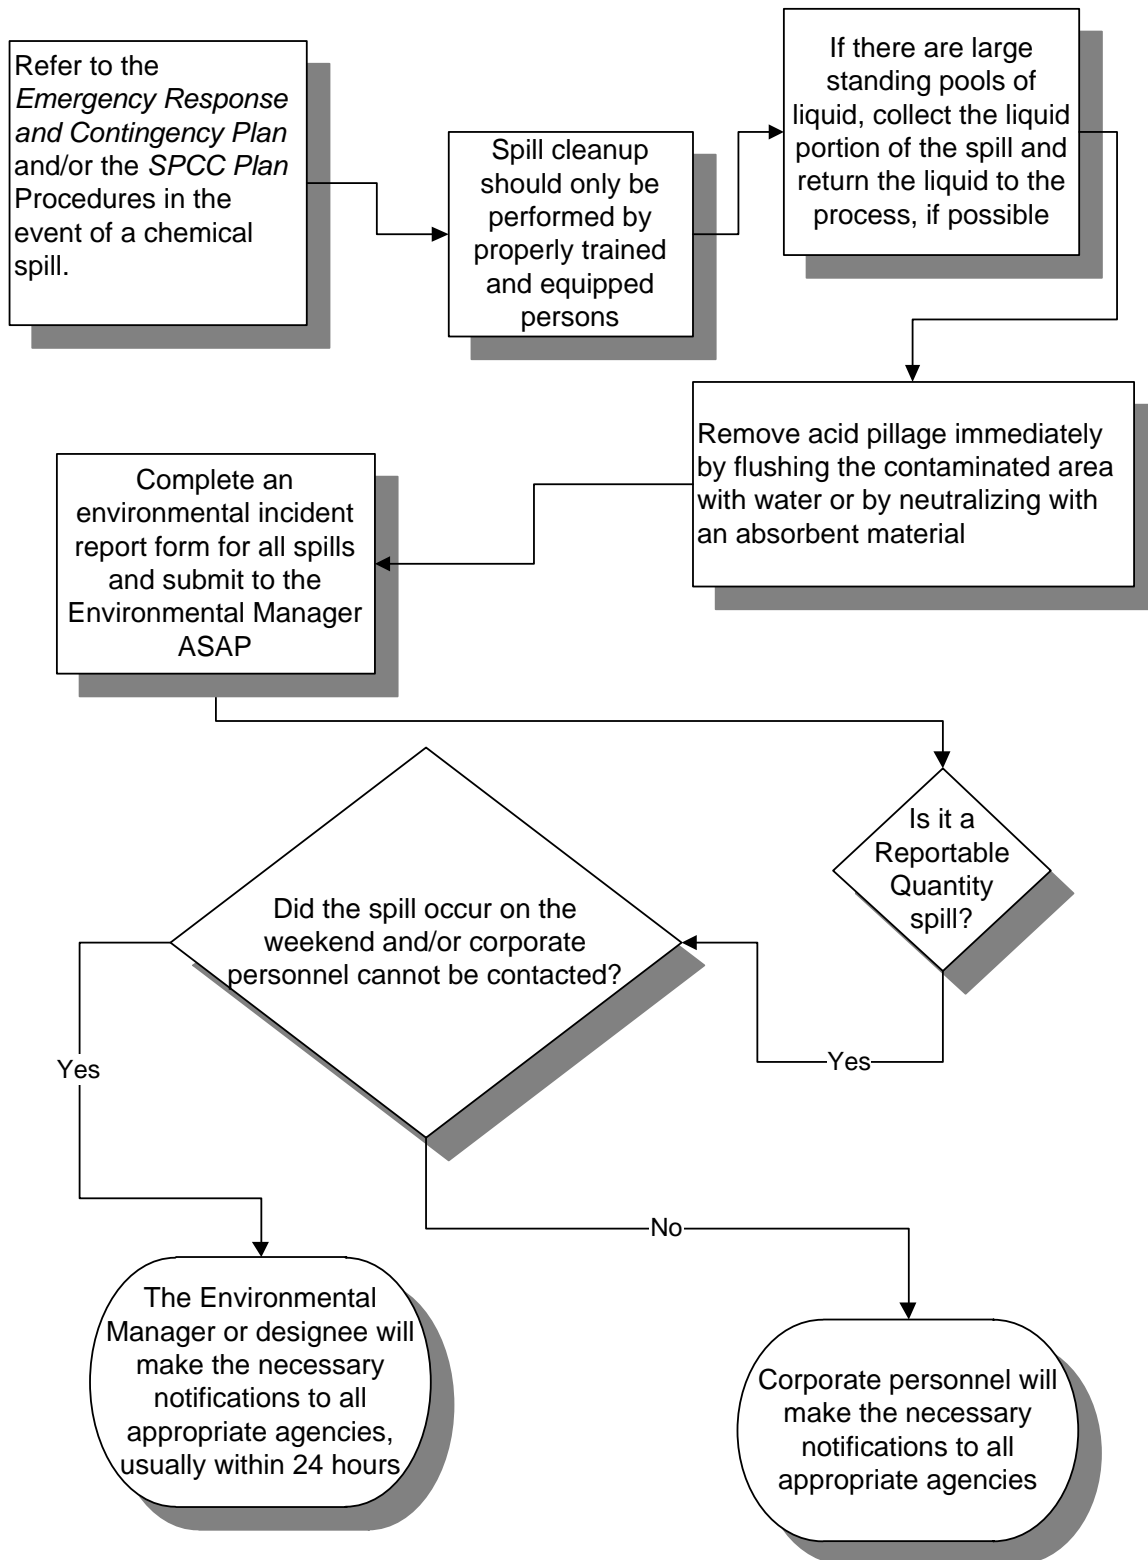 Refer to the
Emergency Response
and Contingency Plan
and/or the SPCC Plan
Procedures in the
event of a chemical
spill.
Spill cleanup
should only be
performed by
properly trained
and equipped
persons
If there are large
standing pools of
liquid, collect the liquid
portion of the spill and
return the liquid to the
process, if possible
Remove acid pillage immediately
by flushing the contaminated area
with water or by neutralizing with
an absorbent material
Complete an
environmental incident
report form for all spills
and submit to the
Environmental Manager
ASAP
Is it a
Reportable
Quantity
spill?
Yes
Did the spill occur on the
weekend and/or corporate
personnel cannot be contacted?
Yes
No
The Environmental
Manager or designee will
make the necessary
notifications to all
appropriate agencies,
usually within 24 hours
Corporate personnel will
make the necessary
notifications to all
appropriate agencies